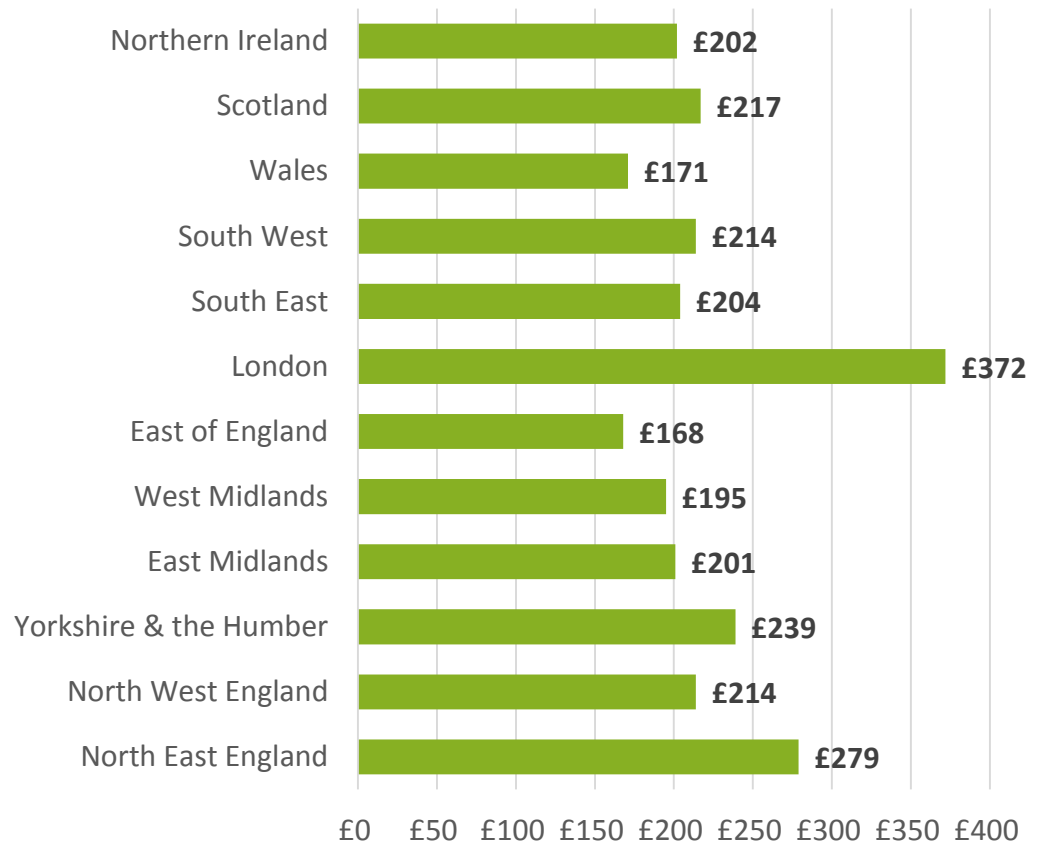 Northern Ireland £202
Scotland £217
Wales £171
South West £214
South East £204
London £372
East of England £168
West Midlands £195
East Midlands £201
Yorkshire & the Humber £239
North West England £214
North East England £279
£0 £50 £100 £150 £200 £250 £300 £350 £400